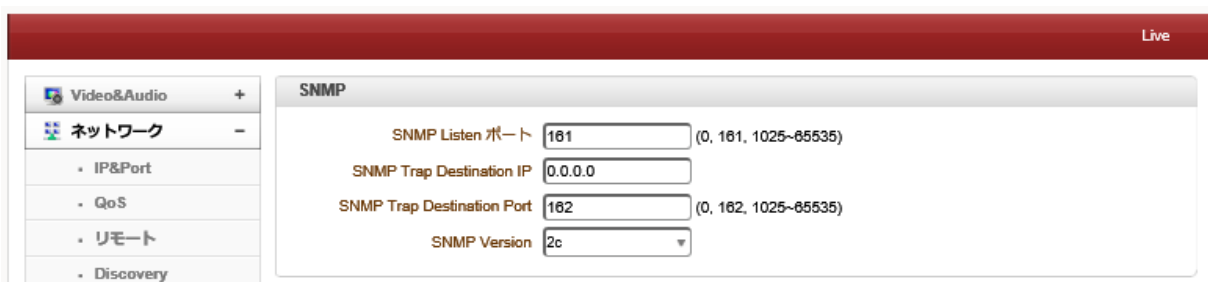 Live
Video&Audio +
ネットワーク -
IP&Port
QoS
リモート
Discovery
SNMP
SNMP Listen ポート 161 (0, 161, 1025~65535)
SNMP Trap Destination IP 0.0.0.0
SNMP Trap Destination Port 162 (0, 162, 1025~65535)
SNMP Version 2c